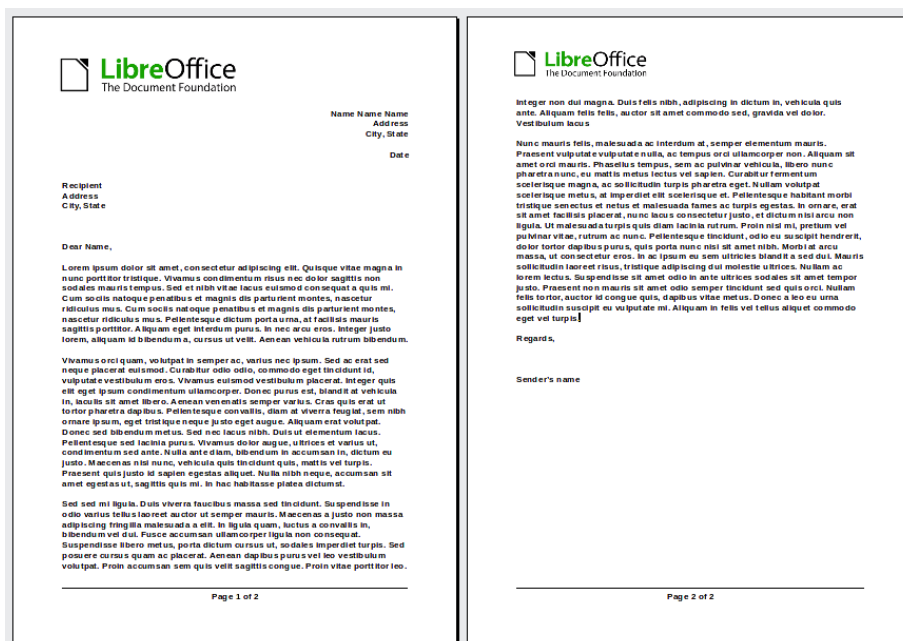 LibreOffice
The Document Foundation
Name Name Name
Address
City, State
Date
Recipient
Address
City, State
Dear Name,
Lorem ipsum dolor sit amet, consectetur adipiscing elit. Quisque vitae magna in
nunc porttitor tristique. Vivamus condimentum risus nec dolor sagittis non
sodales mauris tempus. Sed et nibh vitae lacus euismod consequat a quis mi.
Cum sociis natoque penatibus et magnis dis parturient montes, nascetur
ridiculus mus. Cum sociis natoque penatibus et magnis dis parturient montes,
nascetur ridiculus mus. Pellentesque dictum porta urna, at facilisis mauris
sagittis porttitor. Aliquam eget interdum purus. In nec arcu eros. Integer justo
lorem, aliquam id bibendum a, cursus ut velit. Aenean vehicula rutrum bibendum.
Vivamus orci quam, volutpat in semper ac, varius nec ipsum. Sed ac erat sed
neque placerat euismod. Curabitur odio odio, commodo eget tincidunt id,
vulputate vestibulum eros. Vivamus euismod vestibulum placerat. Integer quis
elit eget ipsum condimentum ullamcorper. Donec purus est, blandit at vehicula
in, iaculis sit amet libero. Aenean venenatis semper varius. Cras quis erat ut
tortor pharetra dapibus. Pellentesque convallis, diam at viverra feugiat, sem nibh
ornare ipsum, eget tristique neque justo eget augue. Aliquam erat volutpat.
Donec sed bibendum metus. Sed nec lacus nibh. Duis ut elementum lacus.
Pellentesque sed lacinia purus. Vivamus dolor augue, ultrices et varius ut,
condimentum sed ante. Nulla ante diam, bibendum in accumsan in, dictum eu
justo. Maecenas nisi nunc, vehicula quis tincidunt quis, mattis vel turpis.
Praesent quis justo id sapien egestas aliquet. Nulla nibh neque, accumsan sit
amet egestas ut, sagittis quis mi. In hac habitasse platea dictumst.
Sed sed mi ligula. Duis viverra faucibus massa sed tincidunt. Suspendisse in
odio varius tellus laoreet auctor ut semper mauris. Maecenas a justo non massa
adipiscing fringilla malesuada a elit. In ligula quam, luctus a convallis in,
bibendum vel dui. Fusce accumsan ullamcorper ligula non consequat.
Suspendisse libero metus, porta dictum cursus ut, sodales imperdiet turpis. Sed
posuere cursus quam ac placerat. Aenean dapibus purus vel leo vestibulum
volutpat. Proin accumsan sem quis velit sagittis congue. Proin vitae porttitor leo.
Page 1 of 2
LibreOffice
The Document Foundation
Integer non dui magna. Duis felis nibh, adipiscing in dictum in, vehicula quis
ante. Aliquam felis felis, auctor sit amet commodo sed, gravida vel dolor.
Vestibulum lacus
Nunc mauris felis, malesuada ac interdum at, semper elementum mauris.
Praesent vulputate vulputate nulla, ac tempus orci ullamcorper non. Aliquam sit
amet orci mauris. Phasellus tempus, sem ac pulvinar vehicula, libero nunc
pharetra nunc, eu mattis metus lectus vel sapien. Curabitur fermentum
scelerisque magna, ac sollicitudin turpis pharetra eget. Nullam volutpat
scelerisque metus, at imperdiet elit scelerisque et. Pellentesque habitant morbi
tristique senectus et netus et malesuada fames ac turpis egestas. In ornare, erat
sit amet facilisis placerat, nunc lacus consectetur justo, et dictum nisi arcu non
ligula. Ut malesuada turpis quis diam lacinia rutrum. Proin nisl mi, pretium vel
pulvinar vitae, rutrum ac nunc. Pellentesque tincidunt, odio eu suscipit hendrerit,
dolor tortor dapibus purus, quis porta nunc nisl sit amet nibh. Morbi at arcu
massa, ut consectetur eros. In ac ipsum eu sem ultricies blandit a sed dui. Mauris
sollicitudin laoreet risus, tristique adipiscing dui molestie ultrices. Nullam ac
lorem lectus. Suspendisse sit amet odio in ante ultrices sodales sit amet tempor
justo. Praesent non mauris sit amet odio semper tincidunt sed quis orci. Nullam
felis tortor, auctor id congue quis, dapibus vitae metus. Donec a leo eu urna
sollicitudin suscipit eu vulputate mi. Aliquam in felis vel tellus aliquet commodo
eget vel turpis.
Regards,
Sender's name
Page 2 of 2